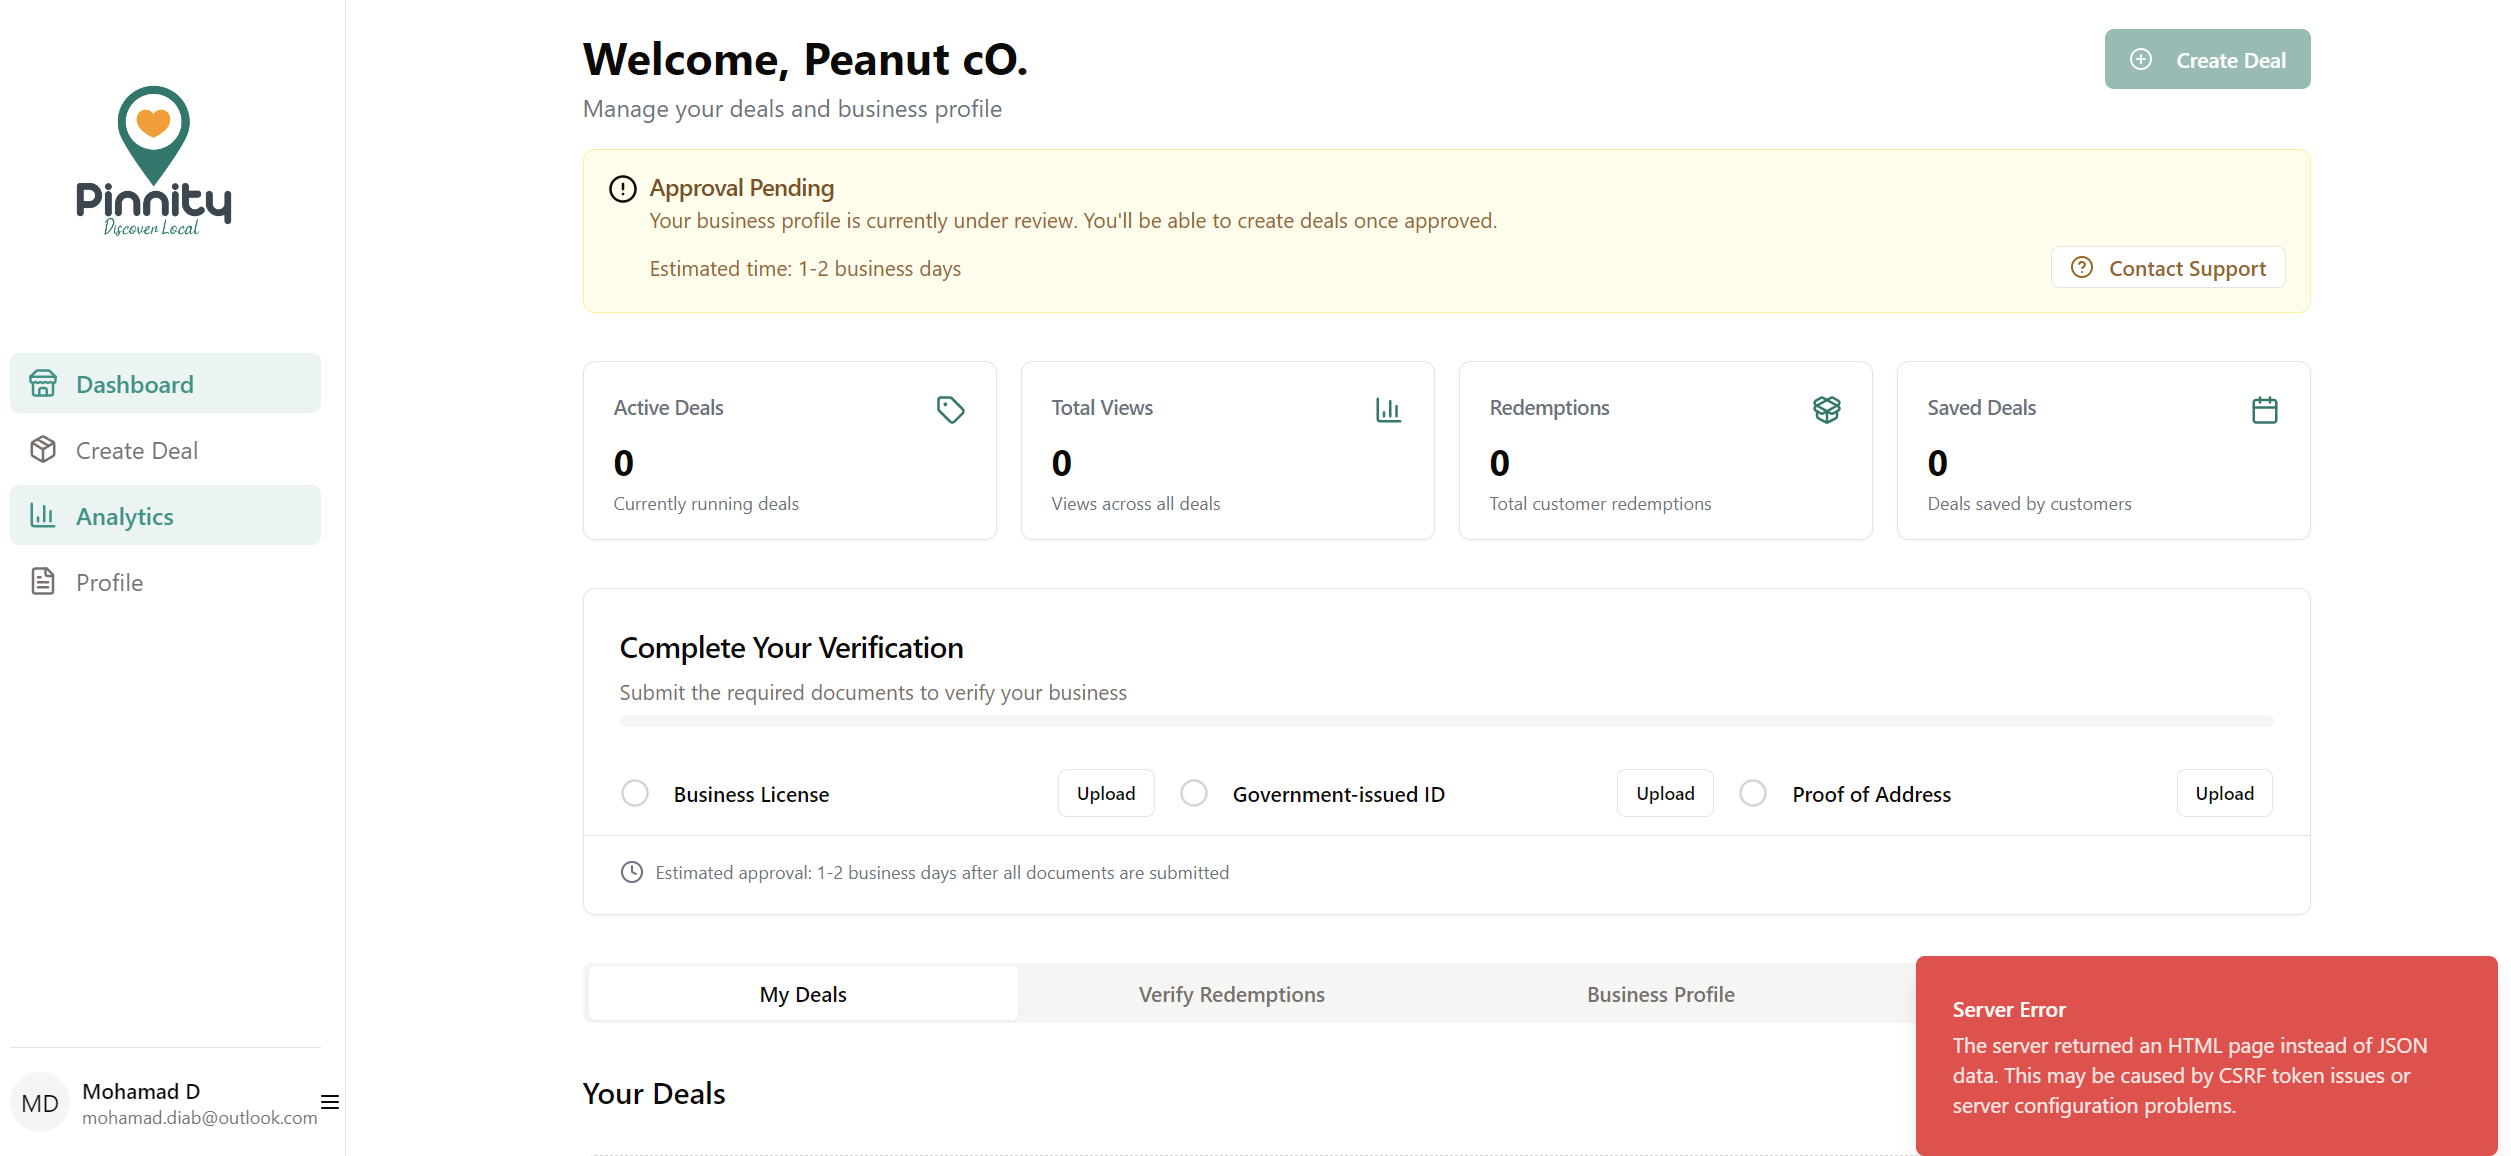 Pinnity
Discover Local
Dashboard
Create Deal
Analytics
Profile
MD
Mohamad D
mohamad.diab@outlook.com
Welcome, Peanut cO.
Manage your deals and business profile
Create Deal
Approval Pending
Your business profile is currently under review. You'll be able to create deals once approved.
Estimated time: 1-2 business days
Contact Support
Active Deals
0
Currently running deals
Total Views
0
Views across all deals
Redemptions
0
Total customer redemptions
Saved Deals
0
Deals saved by customers
Complete Your Verification
Submit the required documents to verify your business
Business License
Upload
Government-issued ID
Upload
Proof of Address
Upload
Estimated approval: 1-2 business days after all documents are submitted
My Deals
Verify Redemptions
Business Profile
Your Deals
Server Error
The server returned an HTML page instead of JSON
data. This may be caused by CSRF token issues or
server configuration problems.